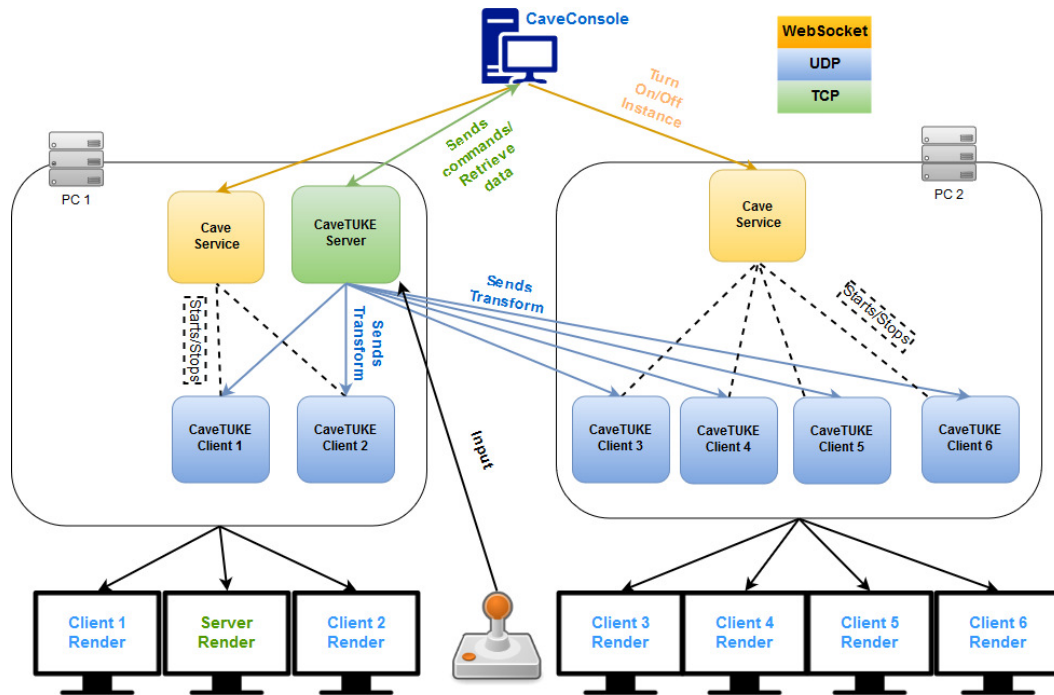 CaveConsole
WebSocket
UDP
TCP
Turn
On/Off
Instance
Sends
commands/
Retrieve
data
PC 1
PC 2
Cave
Service
CaveTUKE
Server
Cave
Service
Starts/Stops
Sends
Transform
Sends
Transform
Starts/Stops
CaveTUKE
Client 1
CaveTUKE
Client 2
Input
CaveTUKE
Client 3
CaveTUKE
Client 4
CaveTUKE
Client 5
CaveTUKE
Client 6
Client 1
Render
Server
Render
Client 2
Render
Client 3
Render
Client 4
Render
Client 5
Render
Client 6
Render